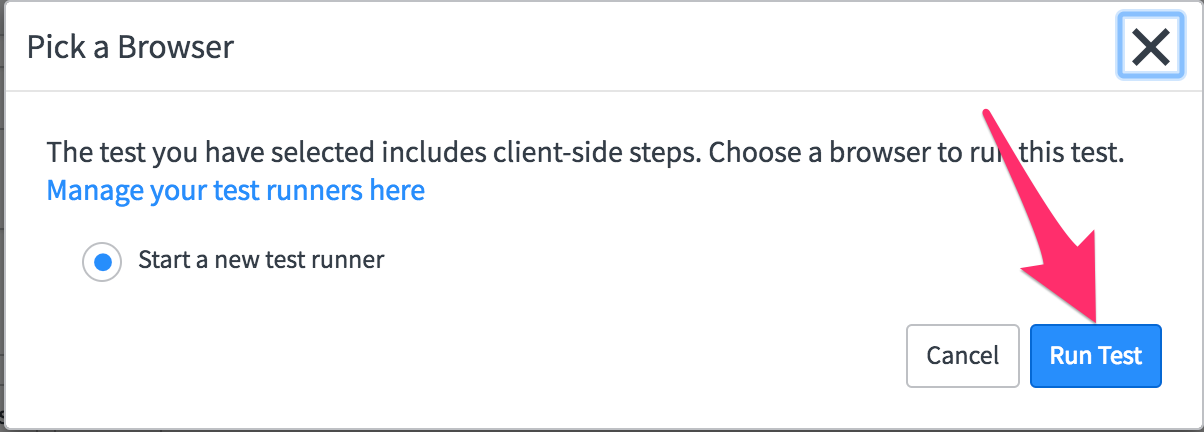 Pick a Browser
The test you have selected includes client-side steps. Choose a browser to run this test.
Manage your test runners here
Start a new test runner
Cancel
Run Test